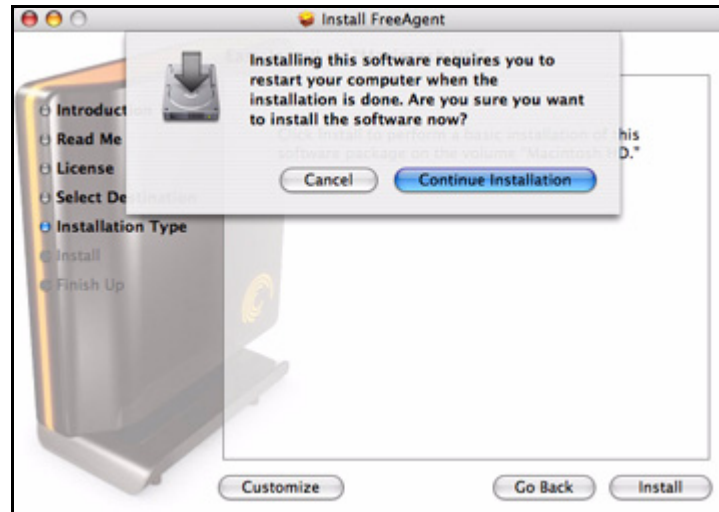 Install FreeAgent
Installing this software requires you to
restart your computer when the
installation is done. Are you sure you want
to install the software now?
Cancel
Continue Installation
Introduct
Read Me
License
Select Destination
Installation Type
Install
Finish Up
Click Install to perform a basic installation of this
software package on the volume "Macintosh HD."
Customize
Go Back
Install